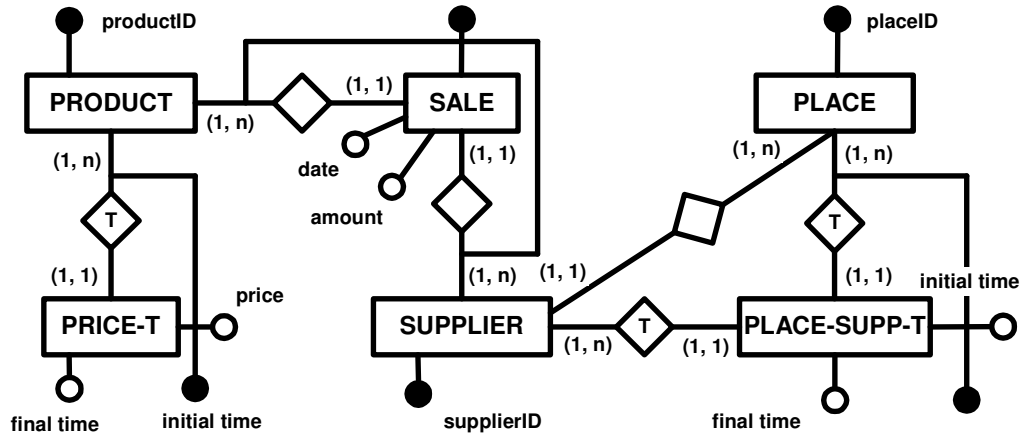 productID
placeID
PRODUCT
(1, n)
(1, 1)
SALE
PLACE
date
amount
(1, n)
T
(1, 1)
(1, 1)
(1, n)
(1, n)
(1, n)
T
(1, 1)
(1, 1)
initial time
PRICE-T
price
SUPPLIER
(1, n)
T
(1, 1)
PLACE-SUPP-T
final time
initial time
supplierID
final time